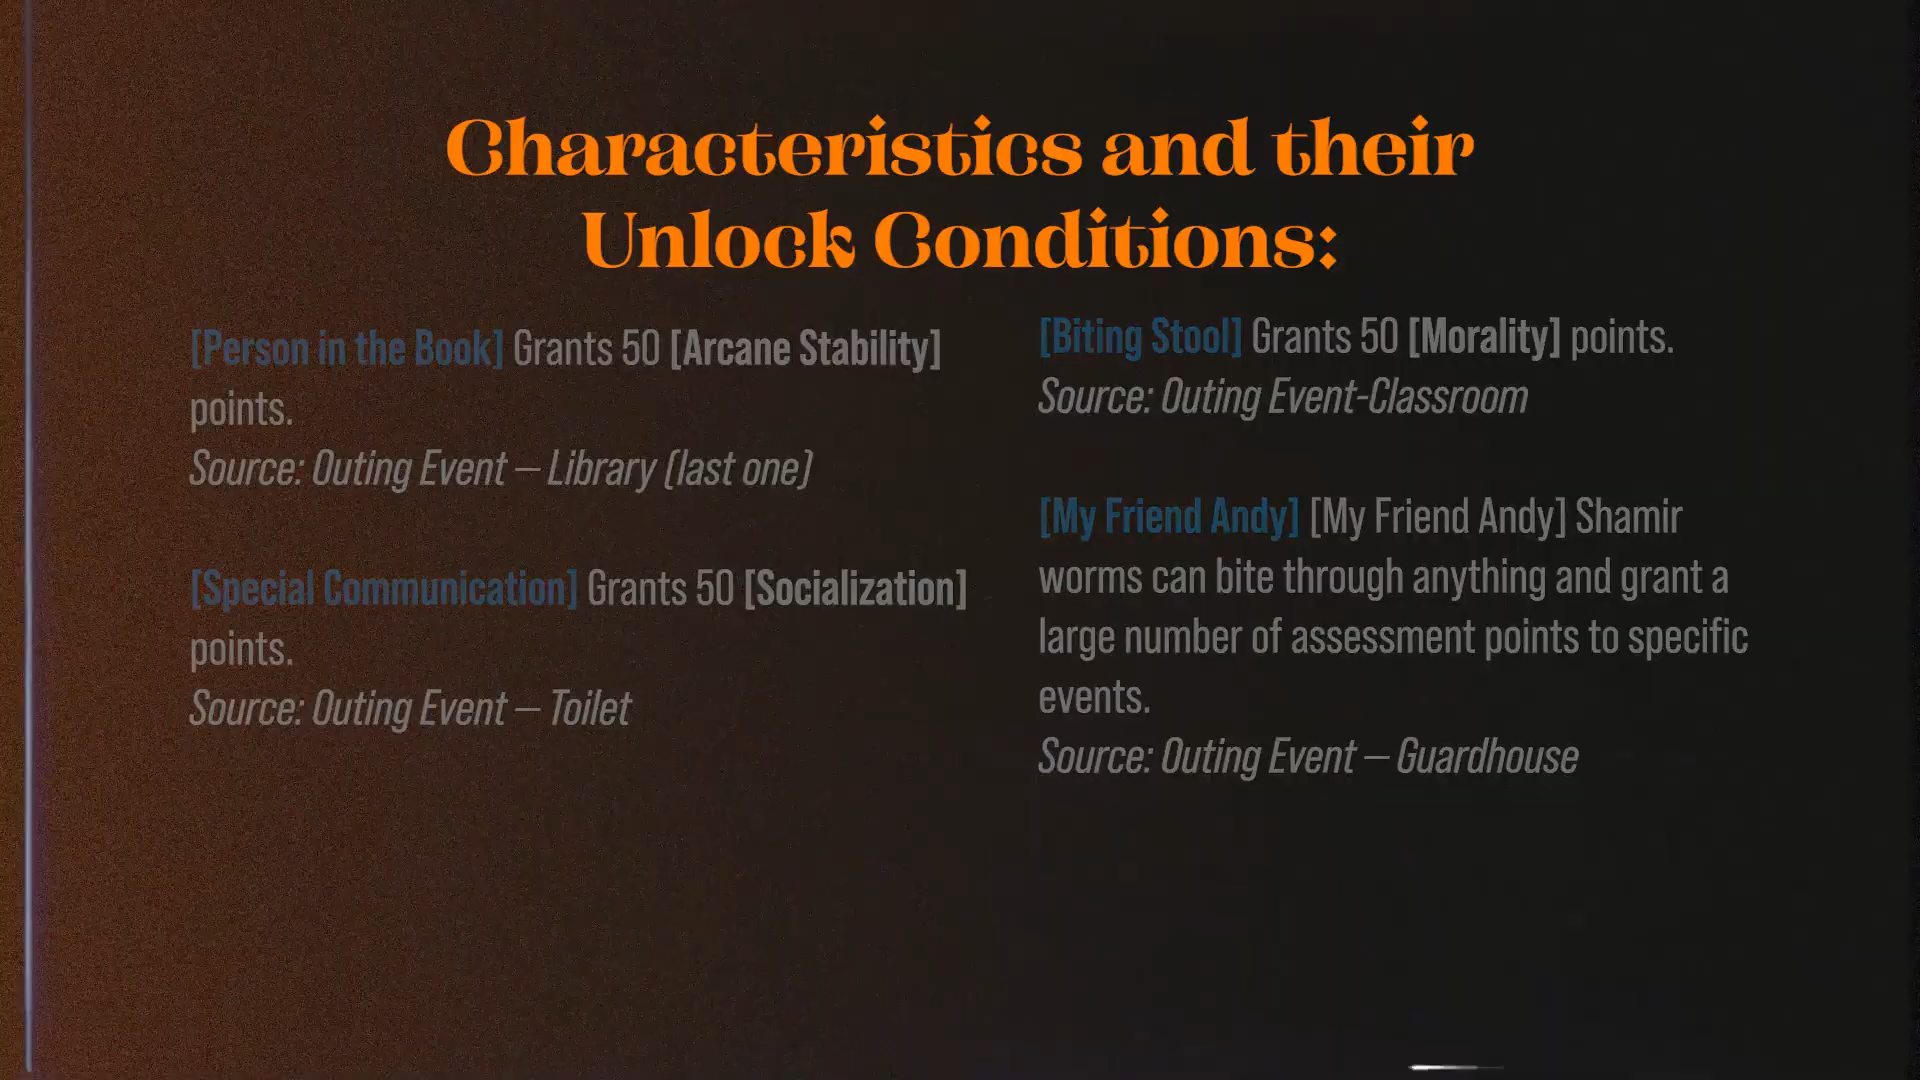 Characteristics and their
Unlock Conditions:
[Person in the Book] Grants 50 [Arcane Stability]
points.
Source: Outing Event – Library (last one)
[Special Communication] Grants 50 [Socialization]
points.
Source: Outing Event – Toilet
[Biting Stool] Grants 50 [Morality] points.
Source: Outing Event-Classroom
[My Friend Andy] [My Friend Andy] Shamir
worms can bite through anything and grant a
large number of assessment points to specific
events.
Source: Outing Event – Guardhouse